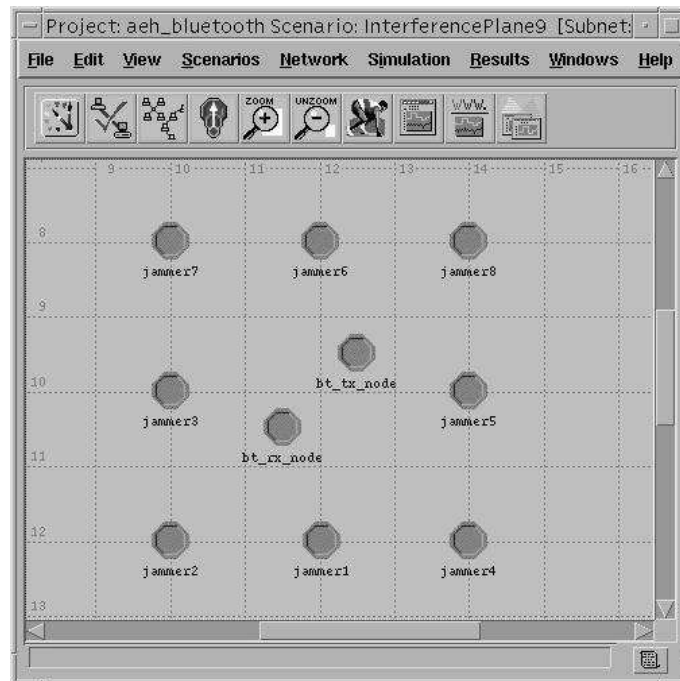 Project: aeh_bluetooth Scenario: InterferencePlane9 [Subnet:
File Edit View Scenarios Network Simulation Results Windows Help
ZOOM UNZOOM WWW.
9 10 11 12 13 14 15 16
8
jammer7 jammer6 jammer8
9
bt_tx_node
10
jammer3 jammer5
bt_rx_node
11
12
jammer2 jammer1 jammer4
13